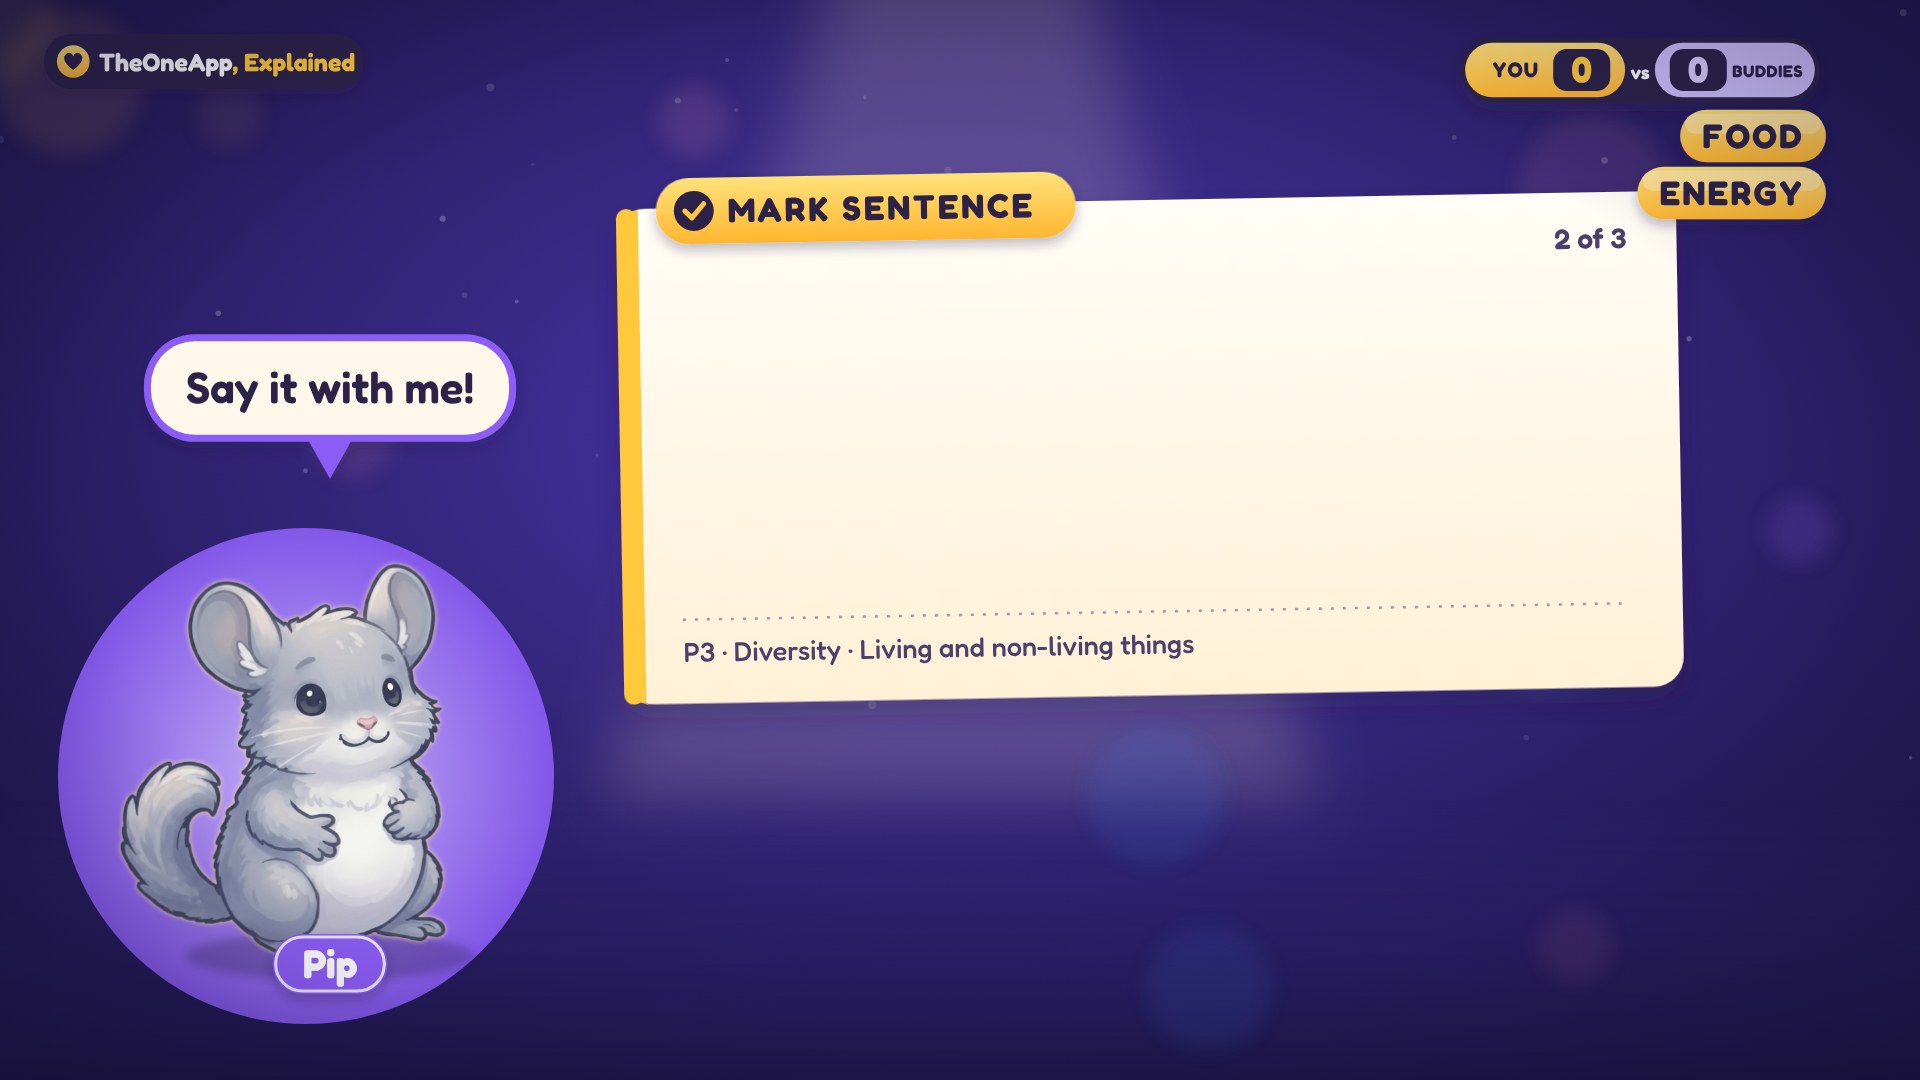 TheOneApp, Explained
YOU 0 vs 0 BUDDIES
FOOD
ENERGY
MARK SENTENCE
2 of 3
Say it with me!
P3 · Diversity · Living and non-living things
Pip